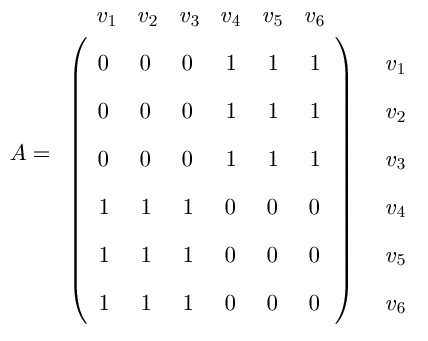 v₁ v₂ v₃ v₄ v₅ v₆
0 0 0 1 1 1 v₁
0 0 0 1 1 1 v₂
A = 0 0 0 1 1 1 v₃
1 1 1 0 0 0 v₄
1 1 1 0 0 0 v₅
1 1 1 0 0 0 v₆